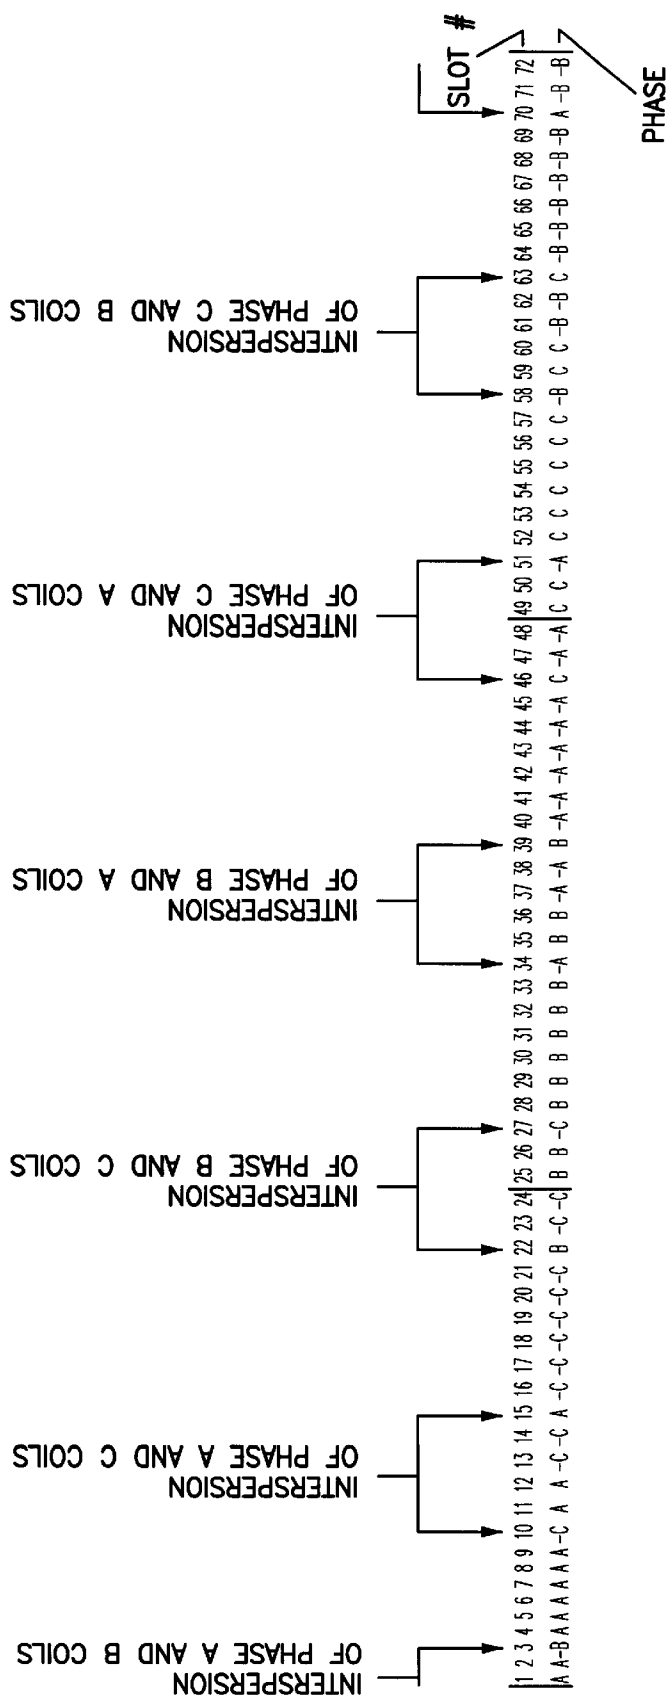 INTERSPERSION
OF PHASE A AND B COILS
INTERSPERSION
OF PHASE A AND C COILS
INTERSPERSION
OF PHASE B AND C COILS
INTERSPERSION
OF PHASE B AND A COILS
INTERSPERSION
OF PHASE C AND A COILS
INTERSPERSION
OF PHASE C AND B COILS
SLOT #
1 2 3 4 5 6 7 8 9 10 11 12 13 14 15 16 17 18 19 20 21 22 23 24 25 26 27 28 29 30 31 32 33 34 35 36 37 38 39 40 41 42 43 44 45 46 47 48 49 50 51 52 53 54 55 56 57 58 59 60 61 62 63 64 65 66 67 68 69 70 71 72
A A -B A A A A A A -C A A -C -C A -C -C -C -C -C -C B -C -C B B -C B B B B B B -A B B -A -A B -A -A -A -A -A -A C -A -A C C -A C C C C C C -B C C -B -B C -B -B -B -B -B -B A -B -B
PHASE